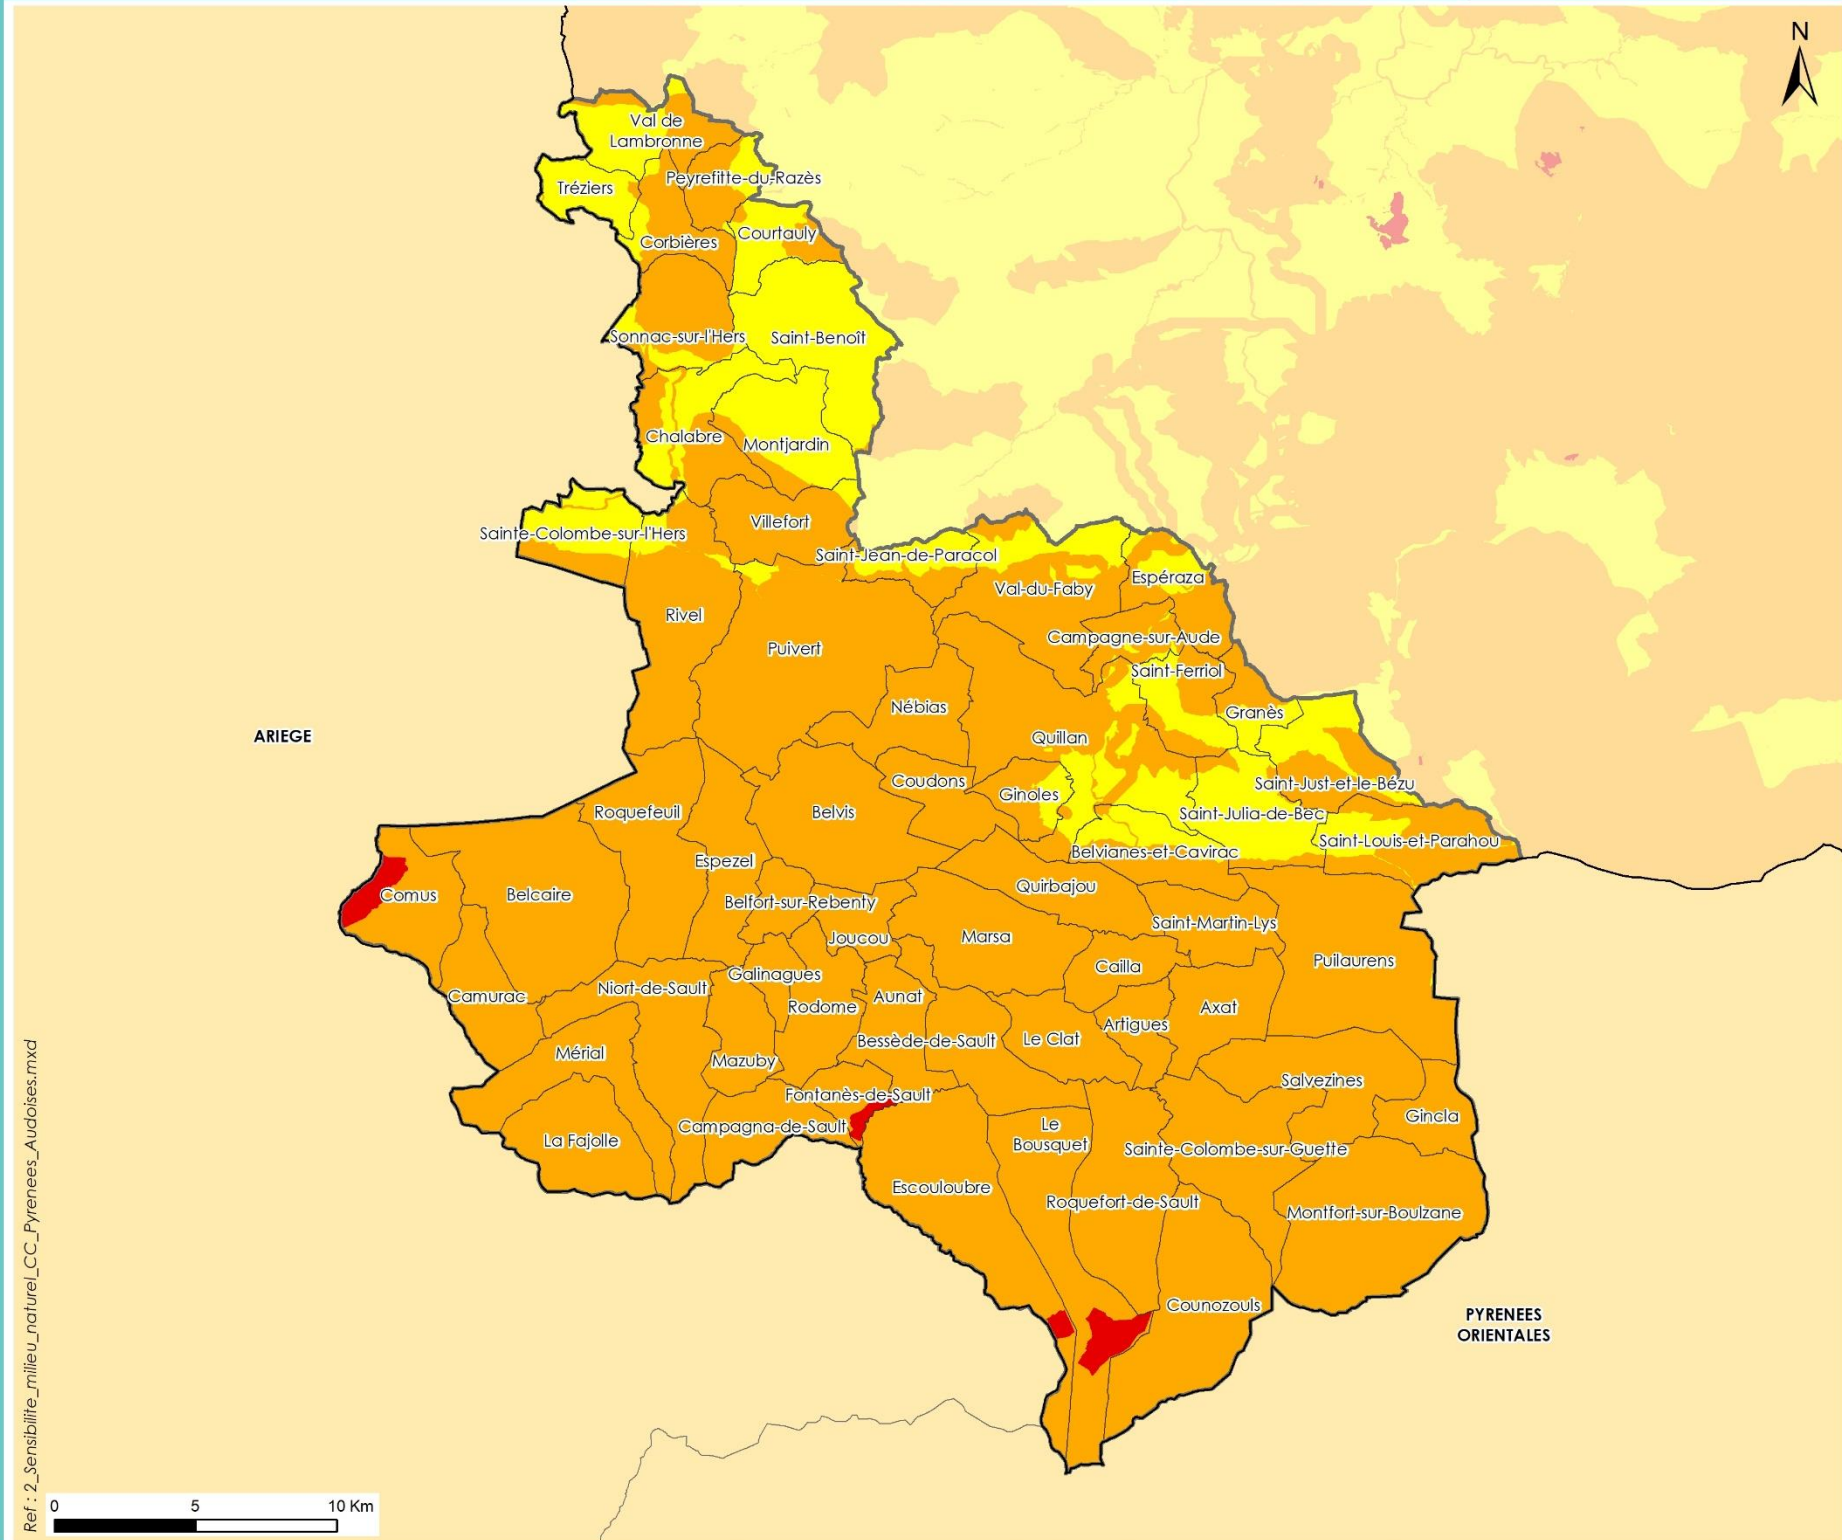 N
Val de
Lambronne
Peyrefitte-du-Razès
Tréziers
Courtauly
Corbières
Sonnac-sur-l'Hers
Saint-Benoît
Chalabre
Montjardin
Villefort
Sainte-Colombe-sur-l'Hers
Saint-Jean-de-Paracol
Espéraza
Val-du-Faby
Rivel
Campagne-sur-Aude
Puivert
Saint-Ferriol
Nébias
Granès
ARIEGE
Quillan
Coudons
Saint-Just-et-le-Bézu
Ginoles
Roquefeuil
Belvis
Saint-Julia-de-Bec
Saint-Louis-et-Parahou
Belvianes-et-Cavirac
Espezel
Quirbajou
Comus
Belcaire
Belfort-sur-Rebenty
Saint-Martin-Lys
Joucou
Marsa
Puilaurens
Cailla
Galinagues
Niort-de-Sault
Camurac
Aunat
Rodome
Axat
Artigues
Bessède-de-Sault
Le Clat
Mérial
Mazuby
Salvezines
Fontanès-de-Sault
Gincla
Campagna-de-Sault
Le
Bousquet
La Fajolle
Sainte-Colombe-sur-Guette
Escouloubre
Roquefort-de-Sault
Montfort-sur-Boulzane
Counozouls
PYRENEES
ORIENTALES
Ref : 2_Sensibilite_milieu_naturel_CC_Pyrenees_Audoises.mxd
0 5 10 Km